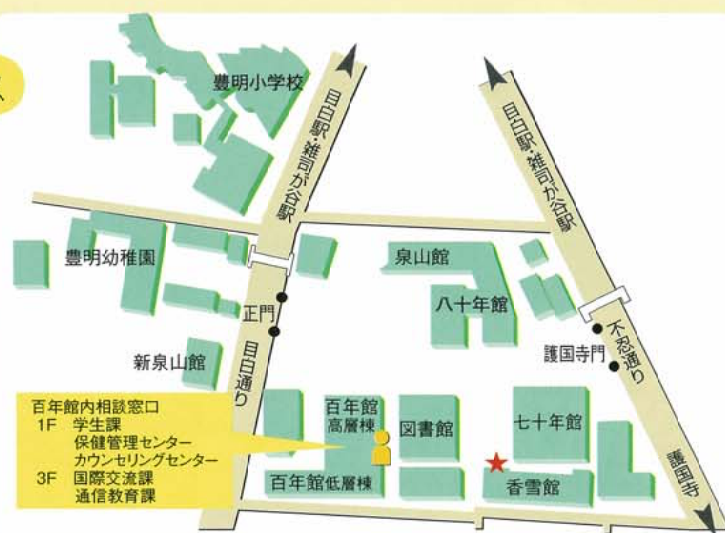 ス
豊明小学校
目白駅・雑司が谷駅
目白駅・雑司が谷駅
豊明幼稚園
泉山館
八十年館
正門
目白通り
新泉山館
護国寺門
不忍通り
百年館内相談窓口
1F 学生課
保健管理センター
カウンセリングセンター
3F 国際交流課
通信教育課
百年館
高層棟
百年館低層棟
図書館
七十年館
香雪館
護国寺